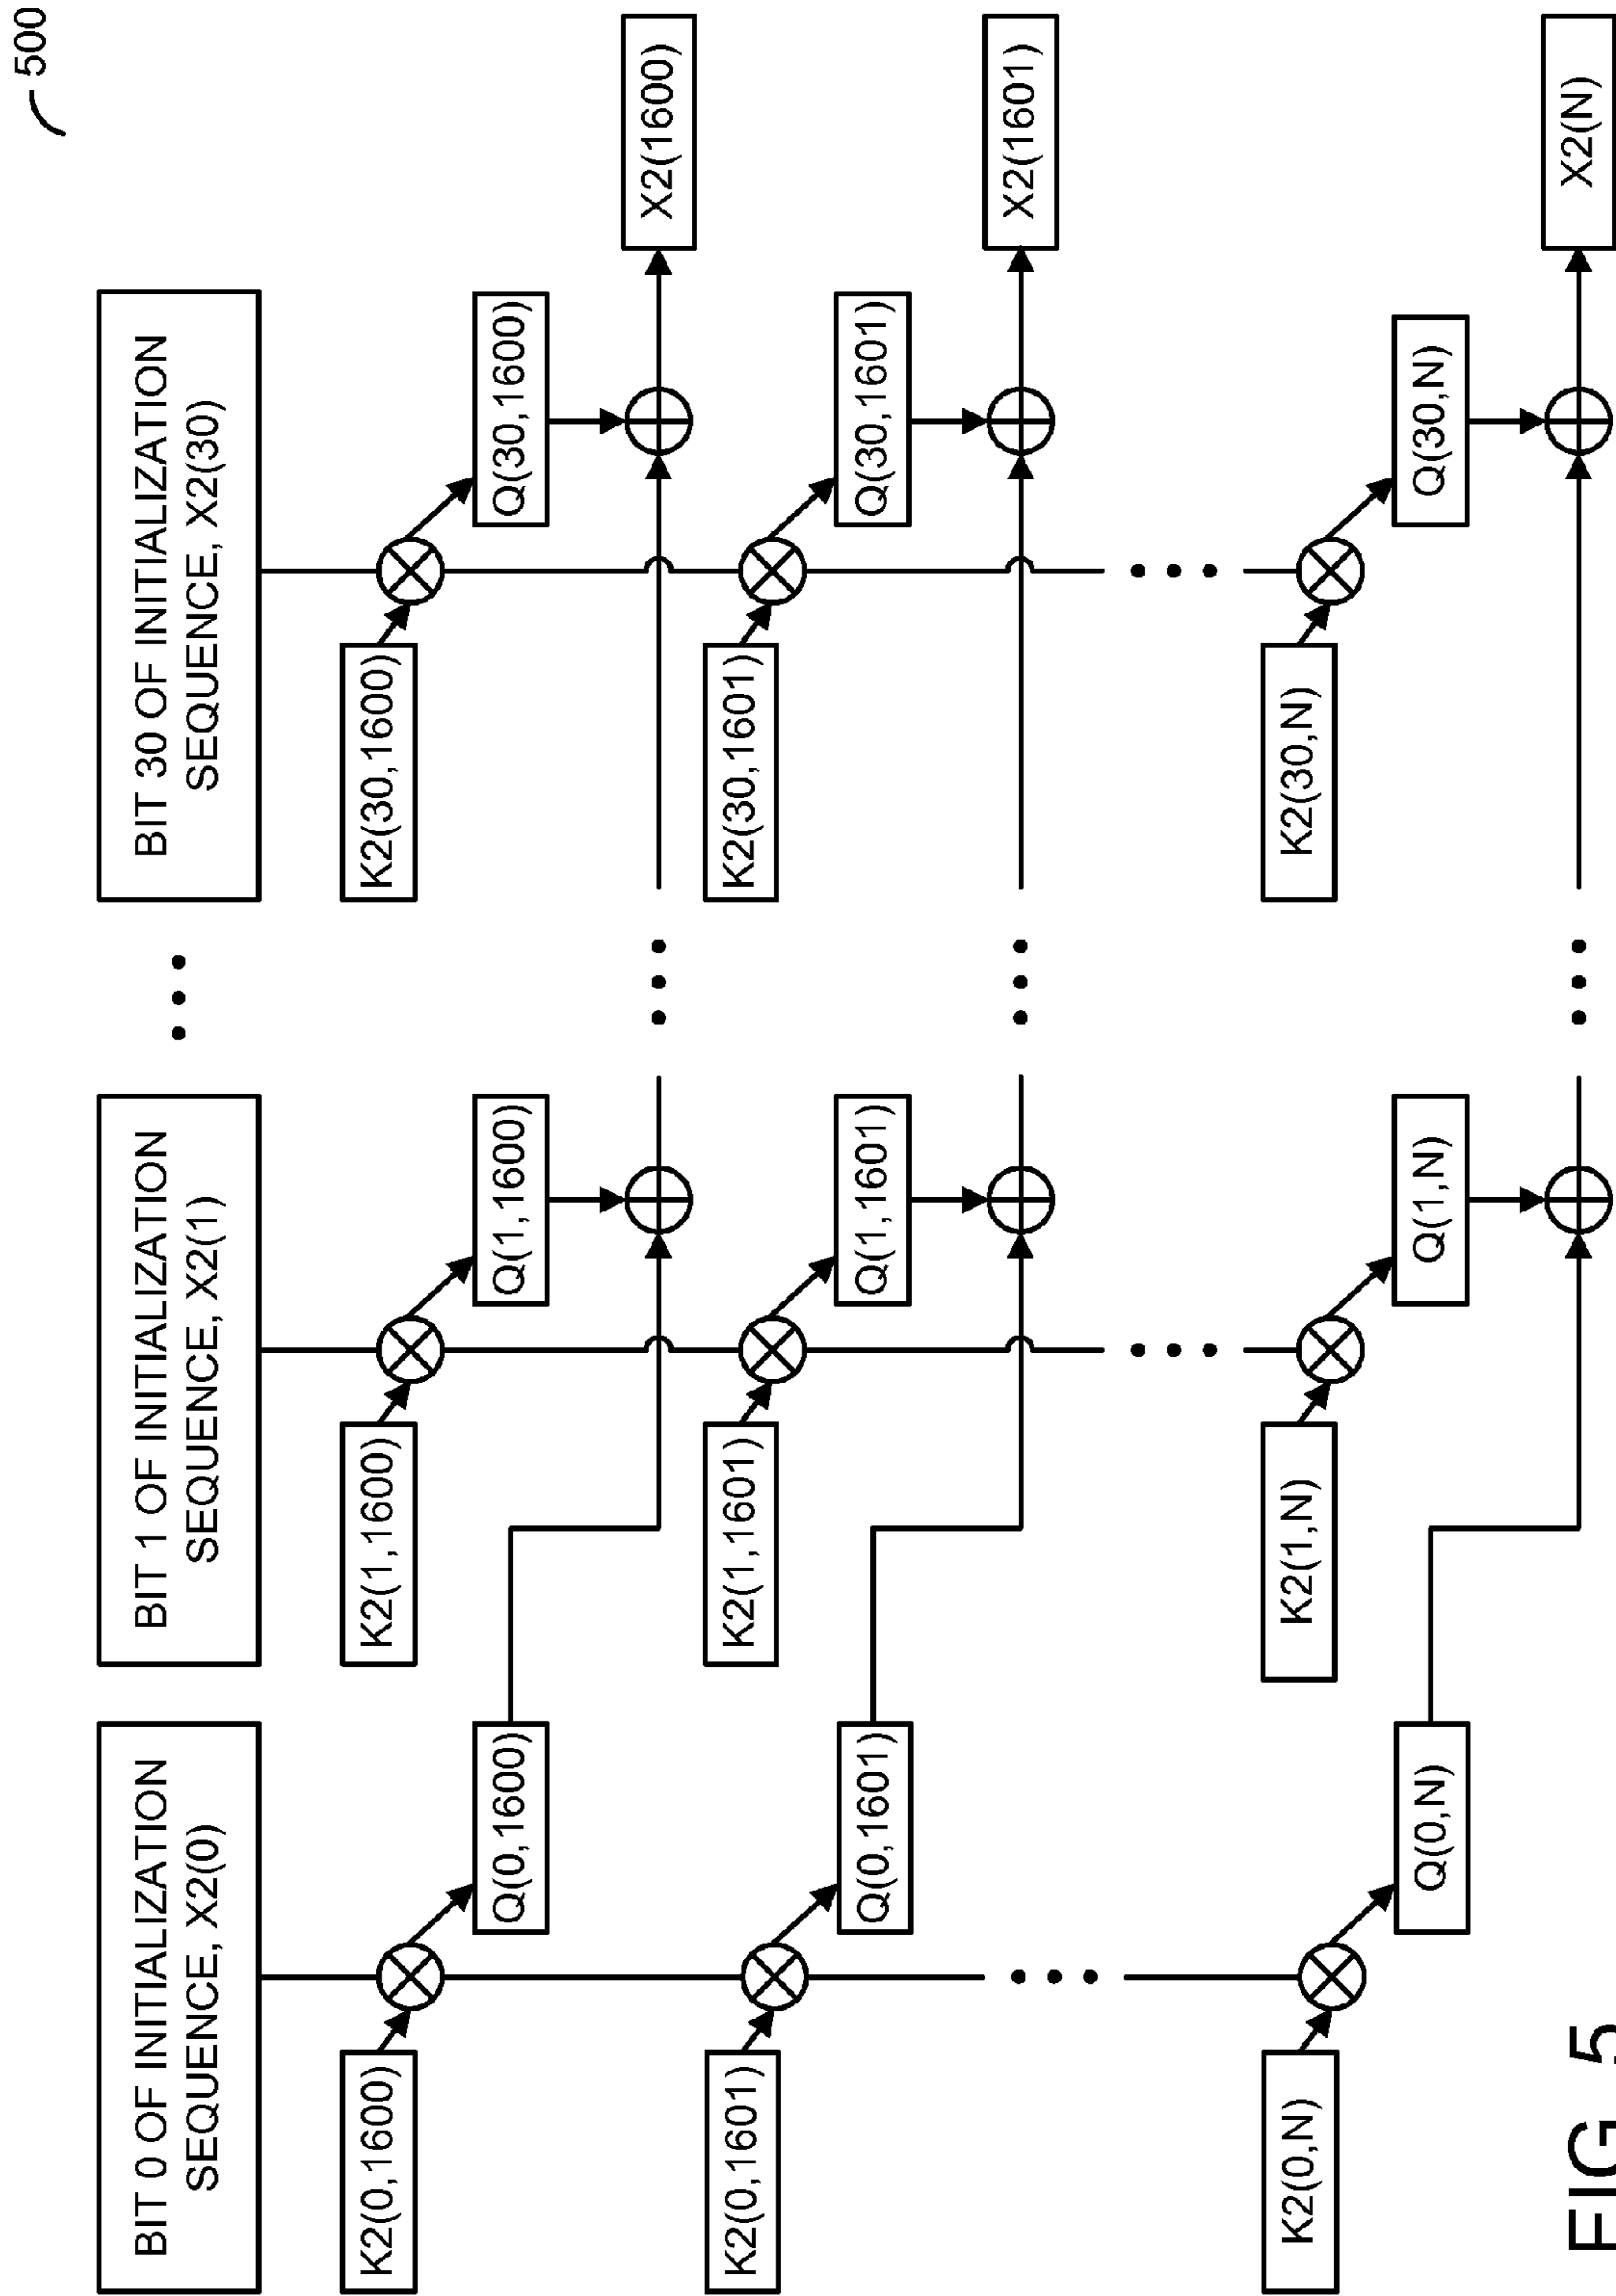 500
BIT 0 OF INITIALIZATION
SEQUENCE, X2(0)
BIT 1 OF INITIALIZATION
SEQUENCE, X2(1)
BIT 30 OF INITIALIZATION
SEQUENCE, X2(30)
K2(0,1600)
K2(1,1600)
K2(30,1600)
Q(0,1600)
Q(1,1600)
Q(30,1600)
X2(1600)
K2(0,1601)
K2(1,1601)
K2(30,1601)
Q(0,1601)
Q(1,1601)
Q(30,1601)
X2(1601)
K2(0,N)
K2(1,N)
K2(30,N)
Q(0,N)
Q(1,N)
Q(30,N)
X2(N)
FIG 5